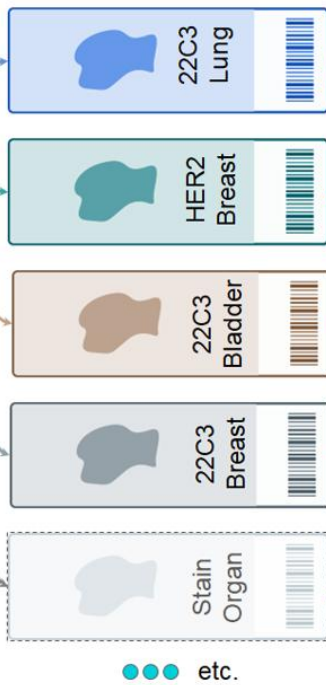 22C3
Lung
HER2
Breast
22C3
Bladder
22C3
Breast
Stain
Organ
etc.